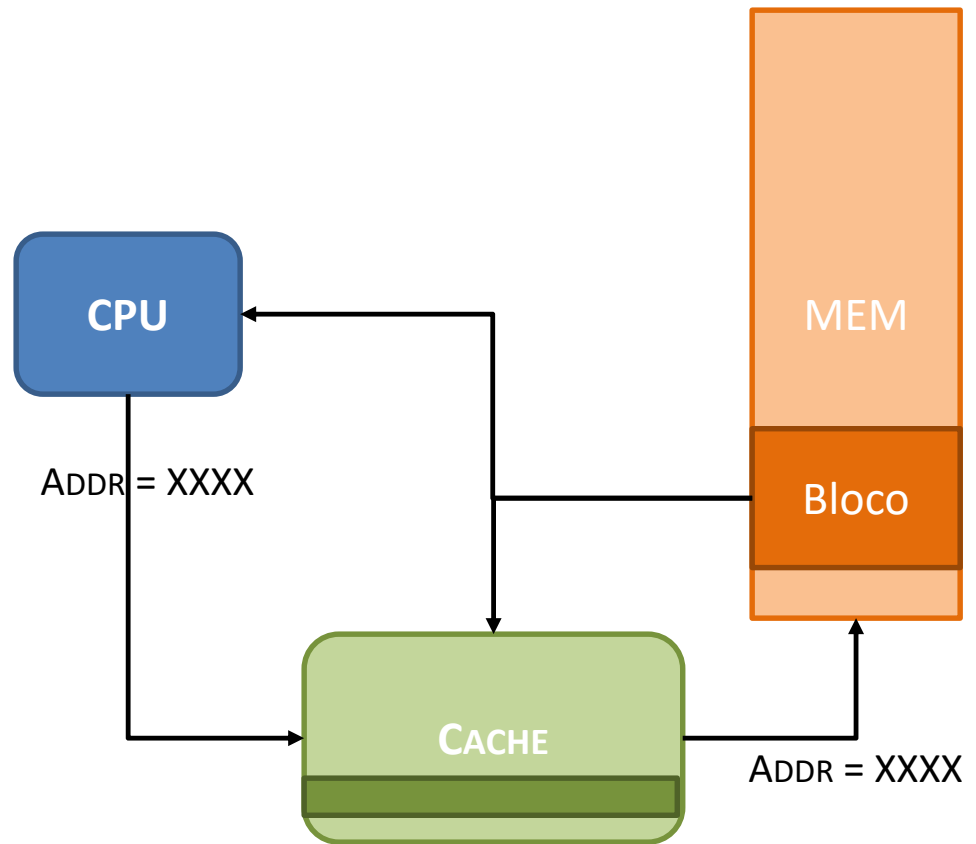 MEM
CPU
ADDR = XXXX
Bloco
CACHE
ADDR = XXXX